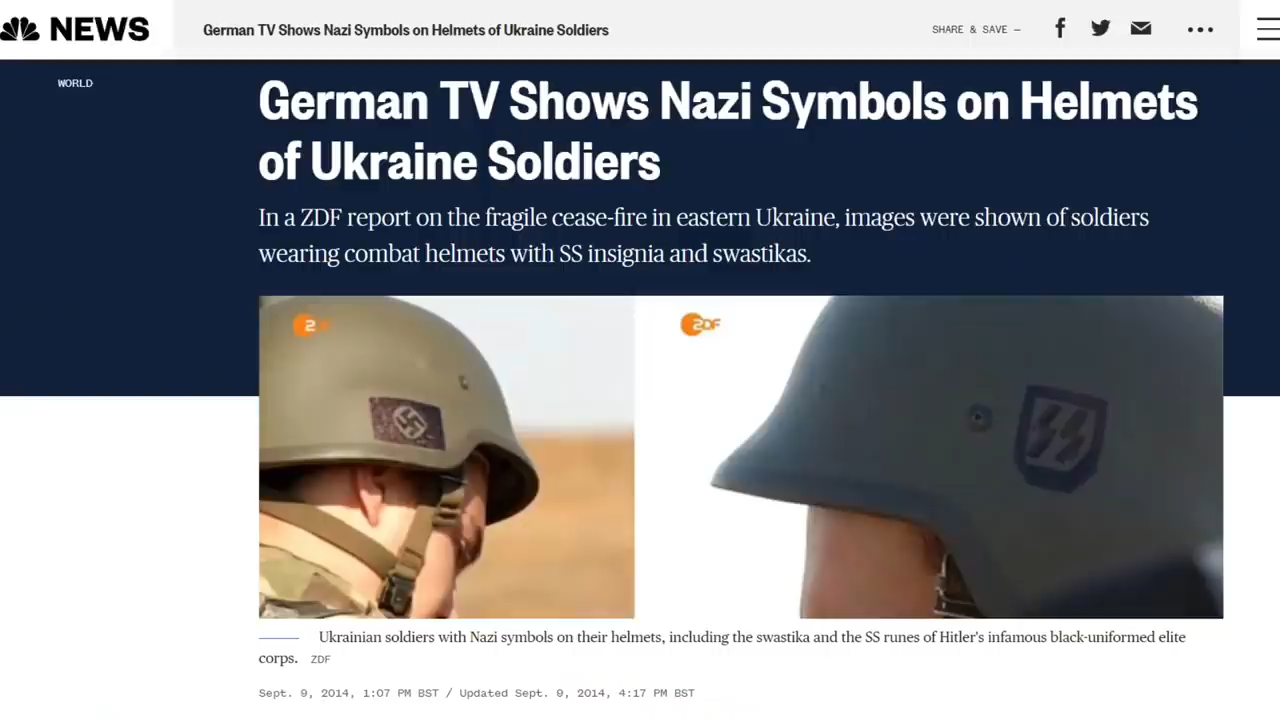 NEWS
German TV Shows Nazi Symbols on Helmets of Ukraine Soldiers
SHARE & SAVE —
WORLD
German TV Shows Nazi Symbols on Helmets
of Ukraine Soldiers
In a ZDF report on the fragile cease-fire in eastern Ukraine, images were shown of soldiers
wearing combat helmets with SS insignia and swastikas.
2
ZDF
Ukrainian soldiers with Nazi symbols on their helmets, including the swastika and the SS runes of Hitler's infamous black-uniformed elite
corps. ZDF
Sept. 9, 2014, 1:07 PM BST / Updated Sept. 9, 2014, 4:17 PM BST